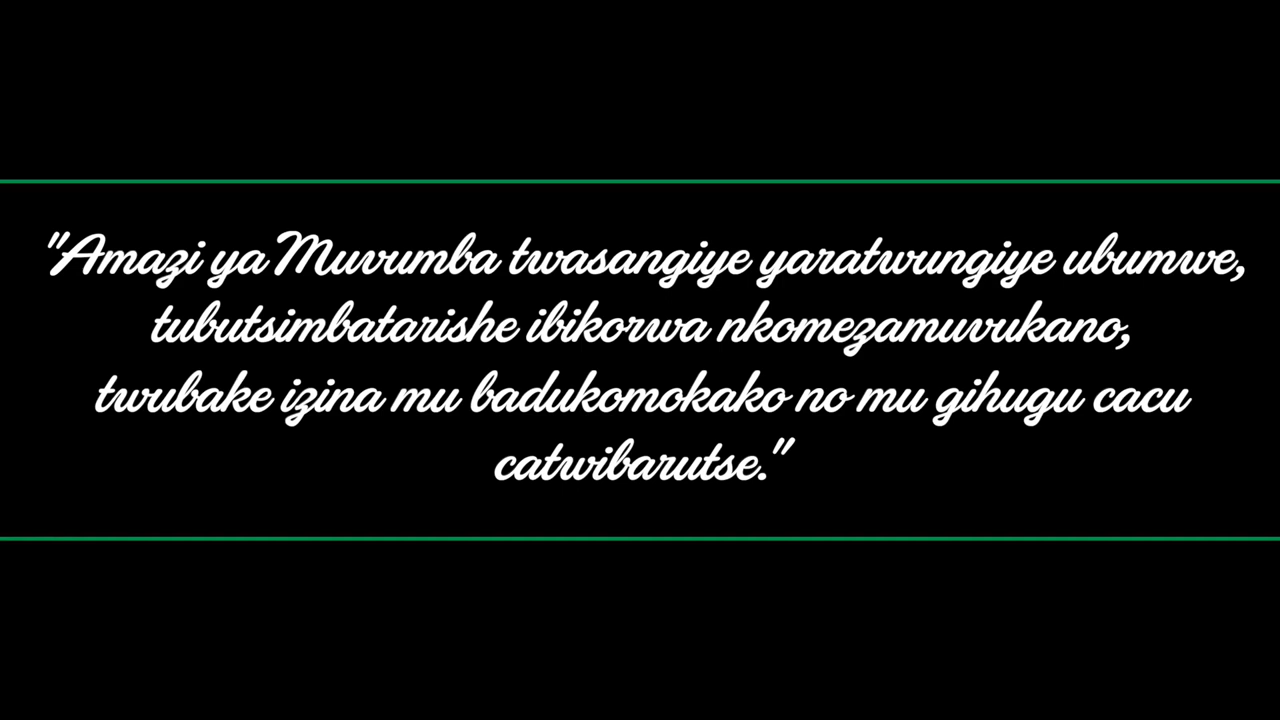 "Amazi ya Muvumba twasangiye yaratwungiye ubumwe,
tubutsimbatarishe ibikorwa nkomezamuvukano,
twubake izina mu badukomokako no mu gihugu cacu
catwibarutse."